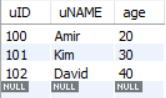 uID uNAME age
100 Amir 20
101 Kim 30
102 David 40
NULL NULL NULL